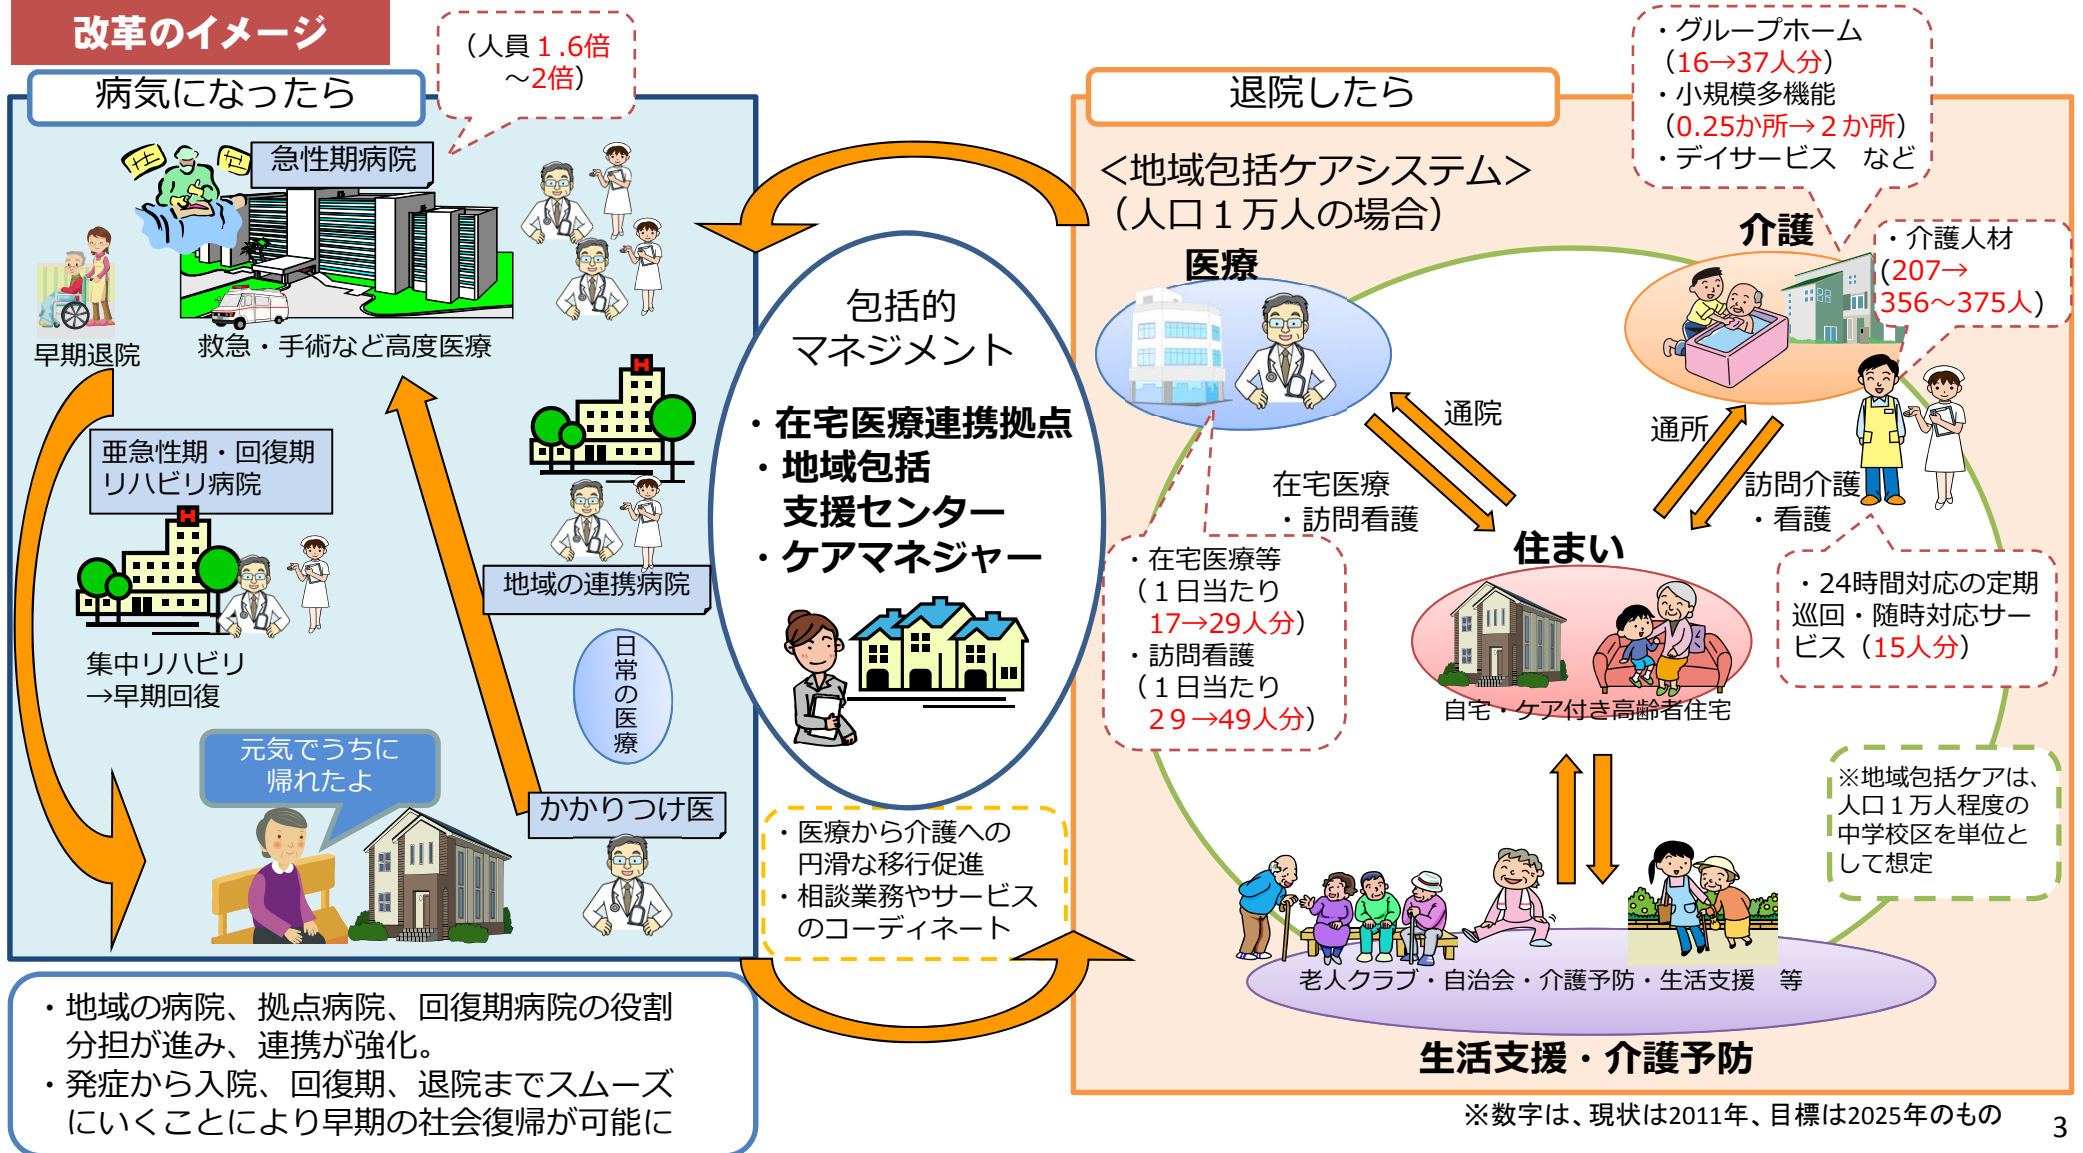 改革のイメージ
病気になったら
（人員１.6倍
～2倍）
急性期病院
救急・手術など高度医療
早期退院
亜急性期・回復期
リハビリ病院
集中リハビリ
→早期回復
地域の連携病院
日常の医療
かかりつけ医
元気でうちに
帰れたよ
・地域の病院、拠点病院、回復期病院の役割
分担が進み、連携が強化。
・発症から入院、回復期、退院までスムーズ
にいくことにより早期の社会復帰が可能に
包括的
マネジメント
・在宅医療連携拠点
・地域包括
支援センター
・ケアマネジャー
・医療から介護への
円滑な移行促進
・相談業務やサービス
のコーディネート
退院したら
＜地域包括ケアシステム＞
（人口１万人の場合）
・グループホーム
（16→37人分）
・小規模多機能
（0.25か所→２か所）
・デイサービス　など
介護
・介護人材
(207→
356～375人)
医療
通院
在宅医療
・訪問看護
通所
訪問介護
・看護
・在宅医療等
（１日当たり
17→29人分）
・訪問看護
（１日当たり
２９→49人分）
住まい
自宅・ケア付き高齢者住宅
・24時間対応の定期
巡回・随時対応サー
ビス（15人分）
※地域包括ケアは、
人口１万人程度の
中学校区を単位と
して想定
老人クラブ・自治会・介護予防・生活支援　等
生活支援・介護予防
※数字は、現状は2011年、目標は2025年のもの
3